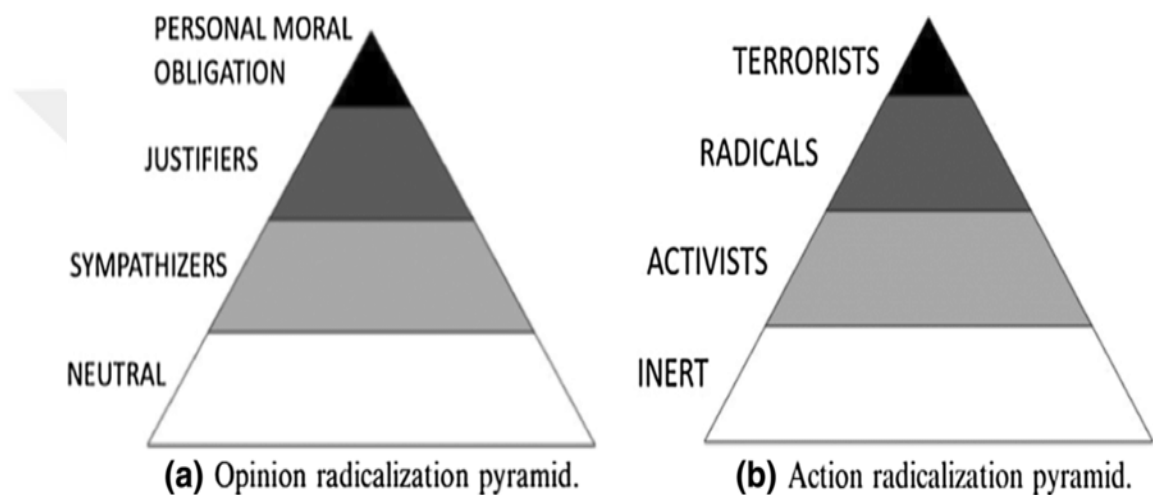 PERSONAL MORAL
OBLIGATION
JUSTIFIERS
SYMPATHIZERS
NEUTRAL
(a) Opinion radicalization pyramid.
TERRORISTS
RADICALS
ACTIVISTS
INERT
(b) Action radicalization pyramid.